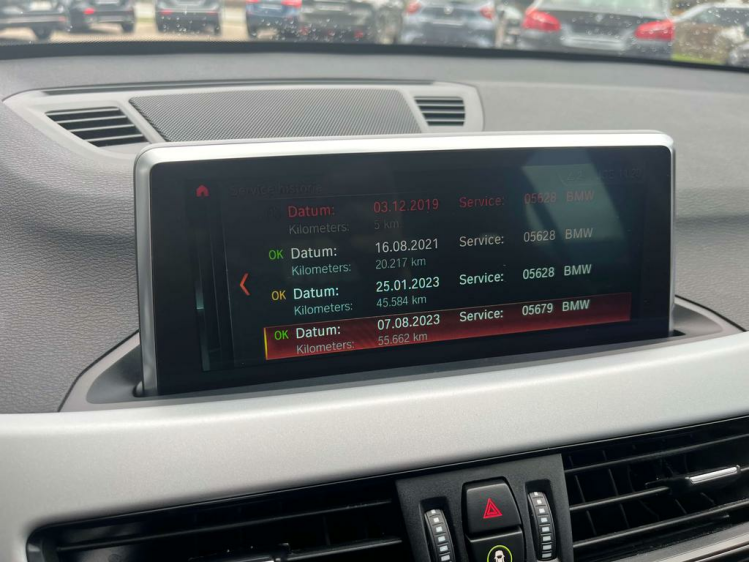 Datum: 03.12.2019 Service: 05628 BMW
Kilometers: 5 km
OK Datum: 16.08.2021 Service: 05628 BMW
Kilometers: 20.217 km
OK Datum: 25.01.2023 Service: 05628 BMW
Kilometers: 45.584 km
OK Datum: 07.08.2023 Service: 05679 BMW
Kilometers: 55.662 km